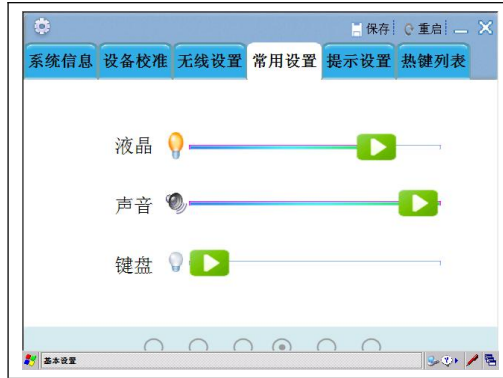 保存 重启
系统信息 设备校准 无线设置 常用设置 提示设置 热键列表
液晶
声音
键盘
基本设置